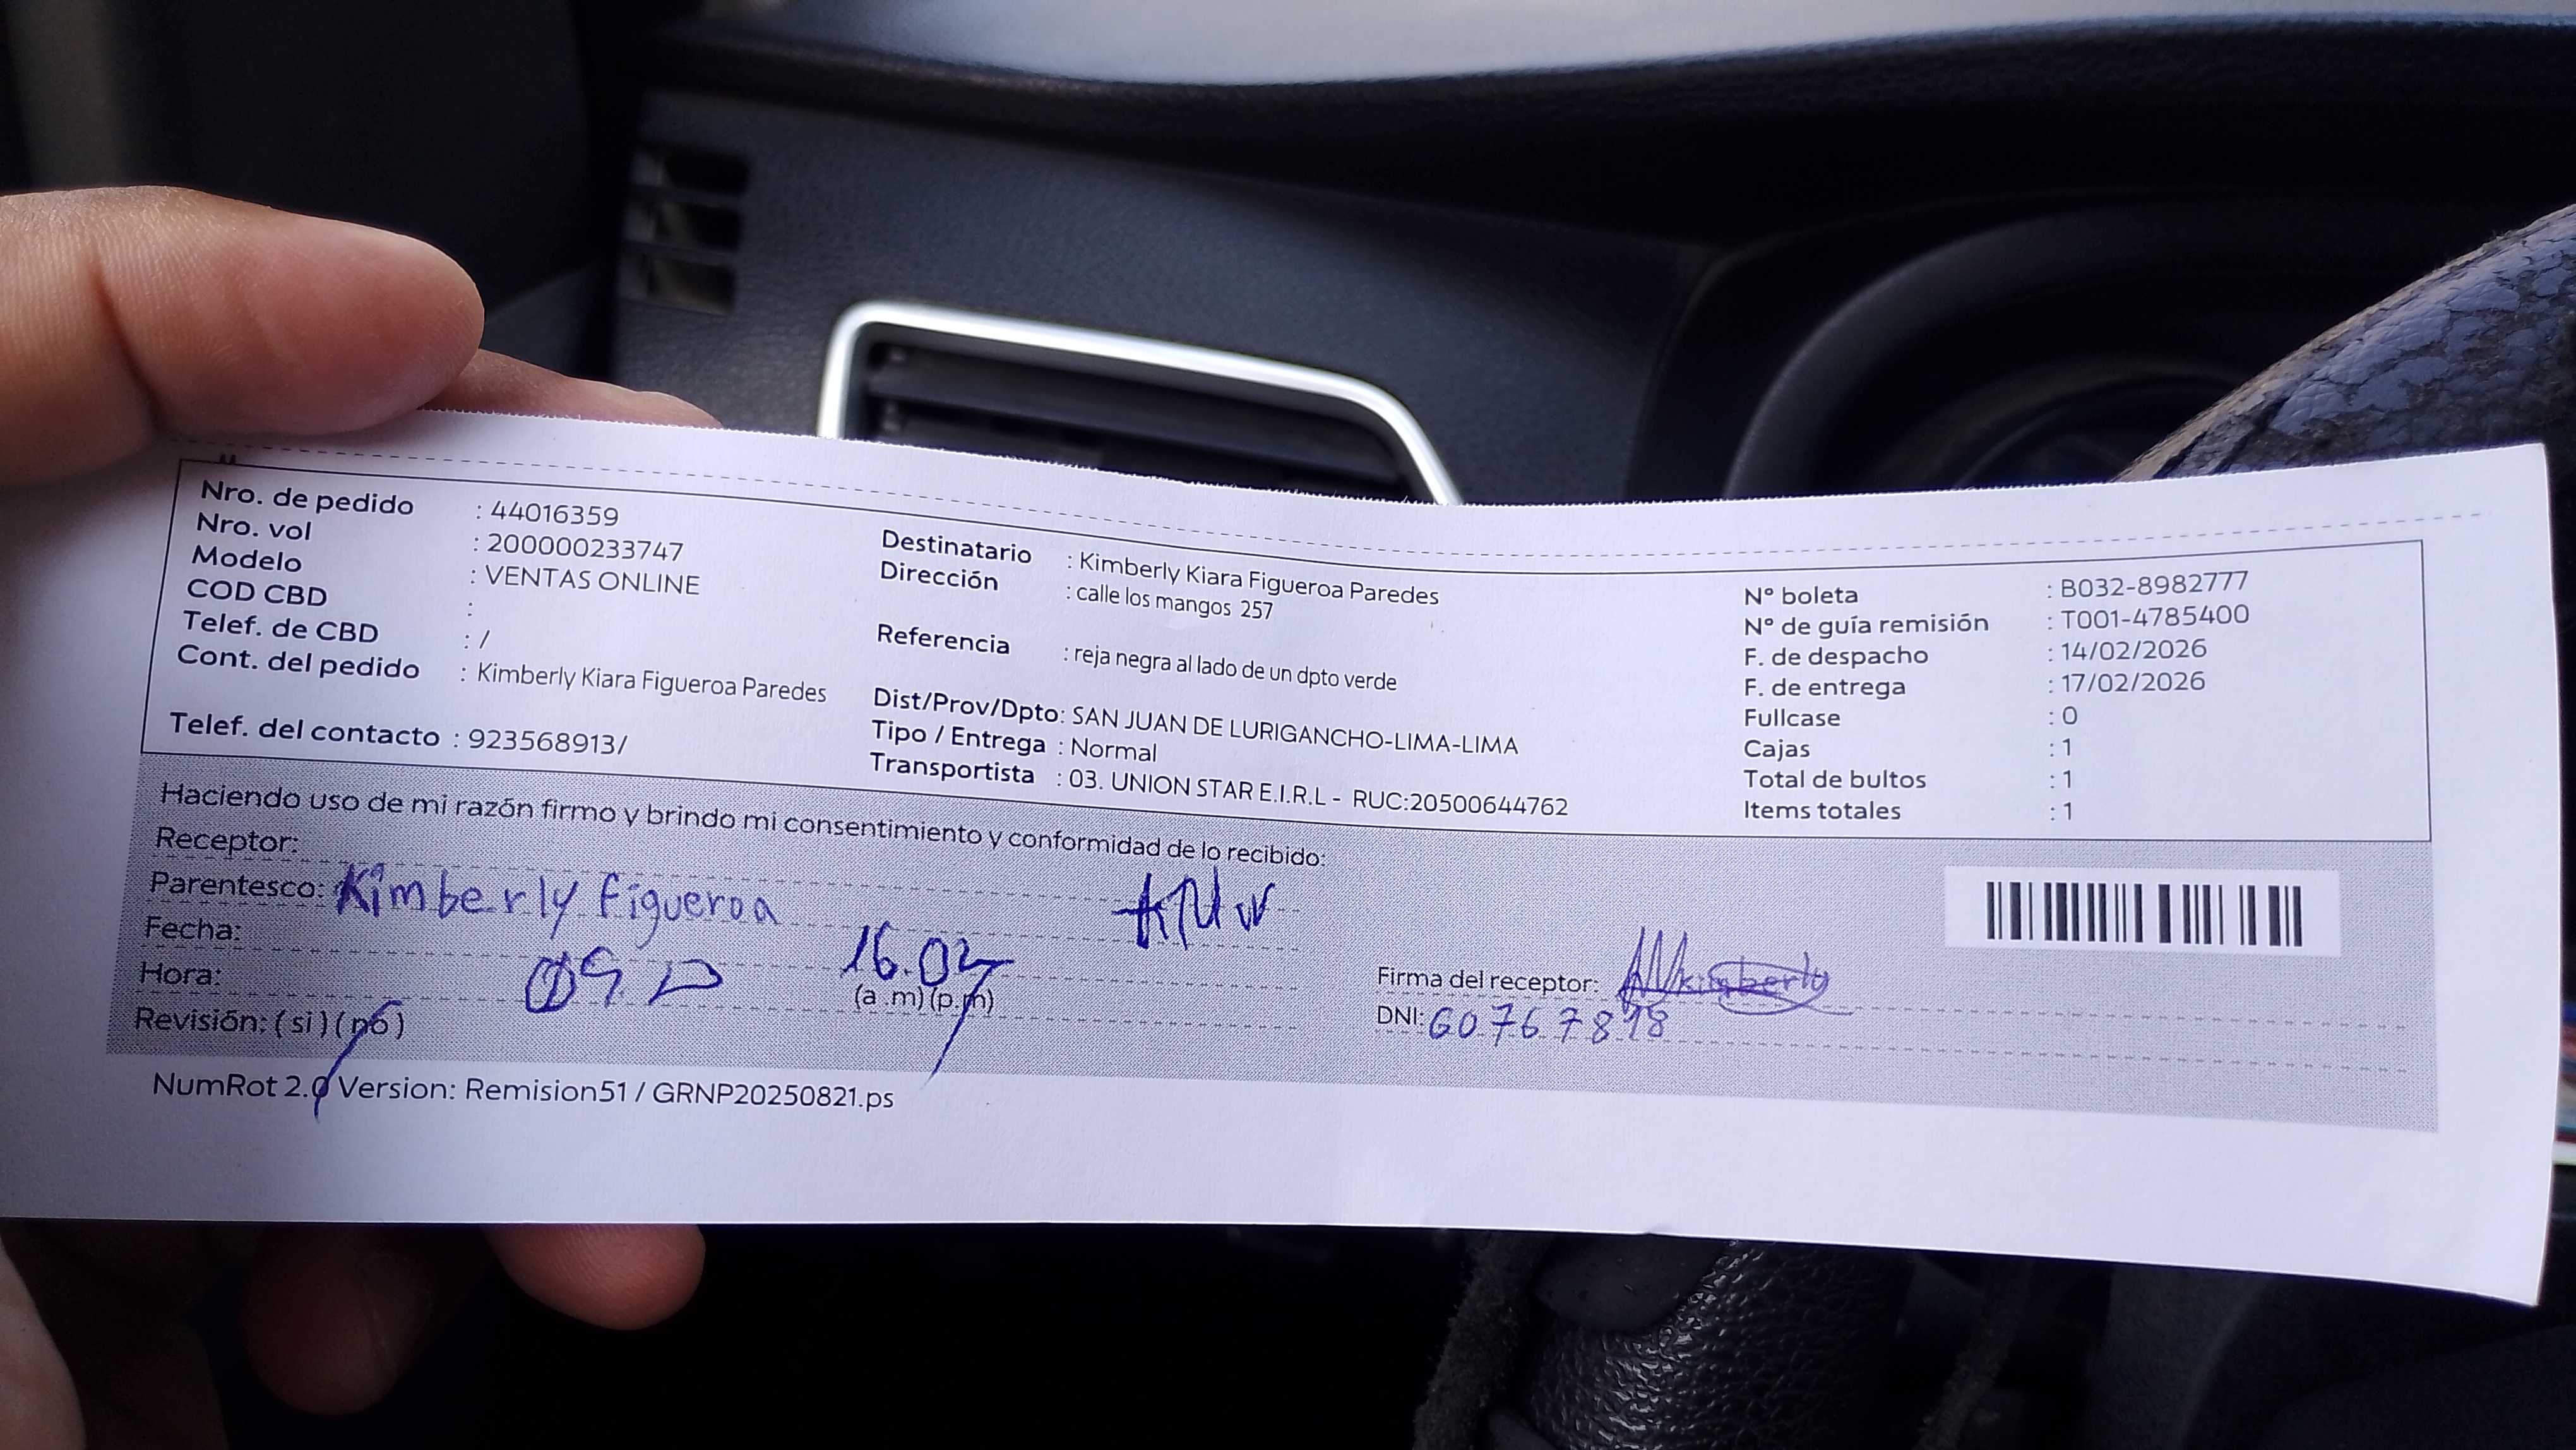 Nro. de pedido : 44016359
Nro. vol : 200000233747
Modelo : VENTAS ONLINE
COD CBD :
Telef. de CBD : /
Cont. del pedido : Kimberly Kiara Figueroa Paredes
Telef. del contacto : 923568913/
Destinatario : Kimberly Kiara Figueroa Paredes
Dirección : calle los mangos 257
Referencia : reja negra al lado de un dpto verde
Dist/Prov/Dpto: SAN JUAN DE LURIGANCHO-LIMA-LIMA
Tipo / Entrega : Normal
Transportista : 03. UNION STAR E.I.R.L - RUC:20500644762
N° boleta : B032-8982777
N° de guía remisión : T001-4785400
F. de despacho : 14/02/2026
F. de entrega : 17/02/2026
Fullcase : 0
Cajas : 1
Total de bultos : 1
Items totales : 1
Haciendo uso de mi razón firmo y brindo mi consentimiento y conformidad de lo recibido:
Receptor:
Parentesco: Kimberly Figueroa
Fecha: 16.02
Hora: (a .m) (p.m)
Revisión: ( si ) ( no )
Firma del receptor: Kimberly
DNI:
NumRot 2.0 Version: Remision51 / GRNP20250821.ps